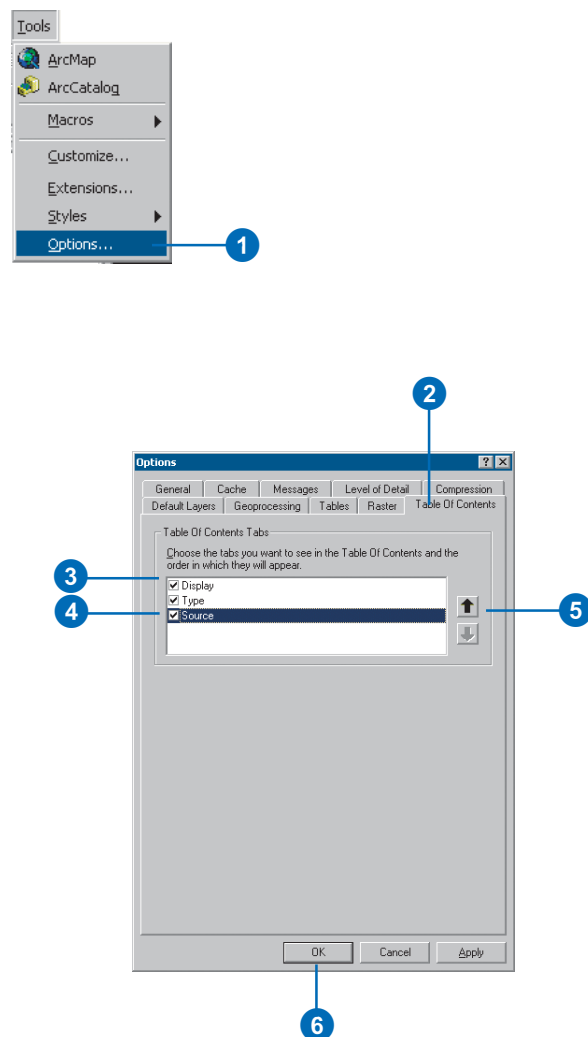 Tools
ArcMap
ArcCatalog
Macros
Customize...
Extensions...
Styles
Options...
1
2
Options
General Cache Messages Level of Detail Compression
Default Layers Geoprocessing Tables Raster Table Of Contents
Table Of Contents Tabs
Choose the tabs you want to see in the Table Of Contents and the
order in which they will appear.
3
Display
Type
4
Source
5
OK Cancel Apply
6